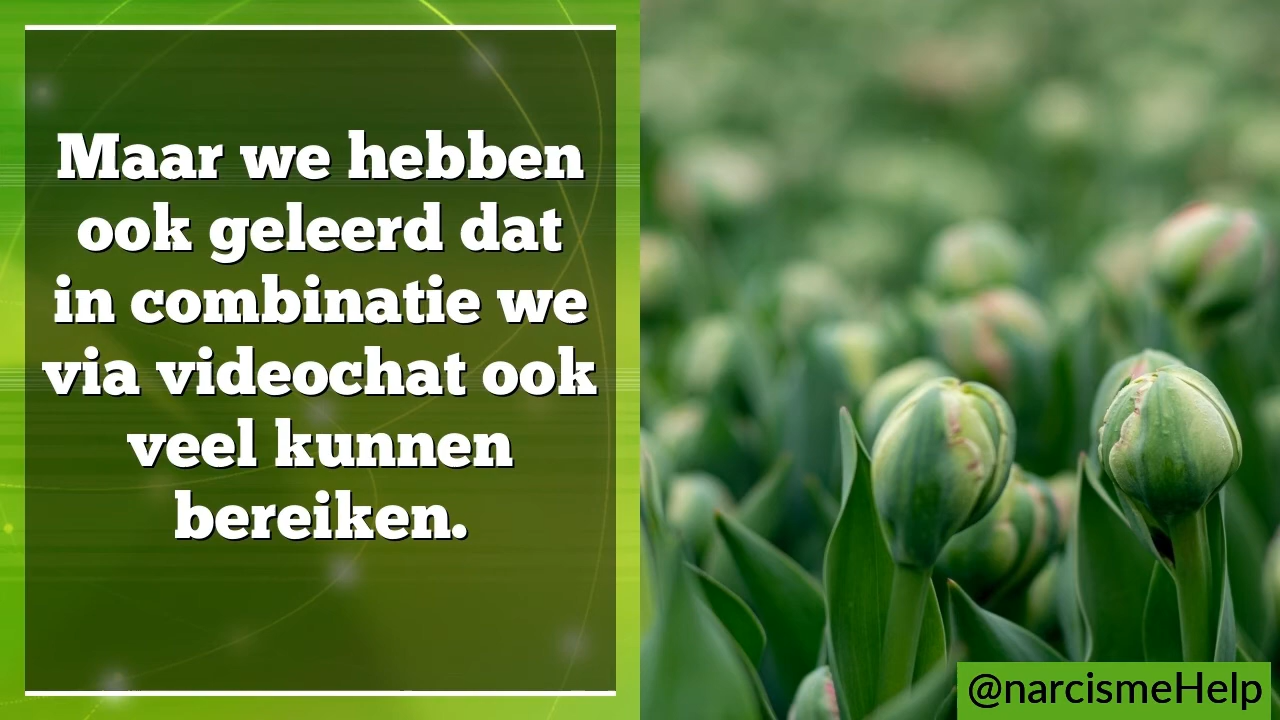 Maar we hebben
ook geleerd dat
in combinatie we
via videochat ook
veel kunnen
bereiken.
@narcismeHelp